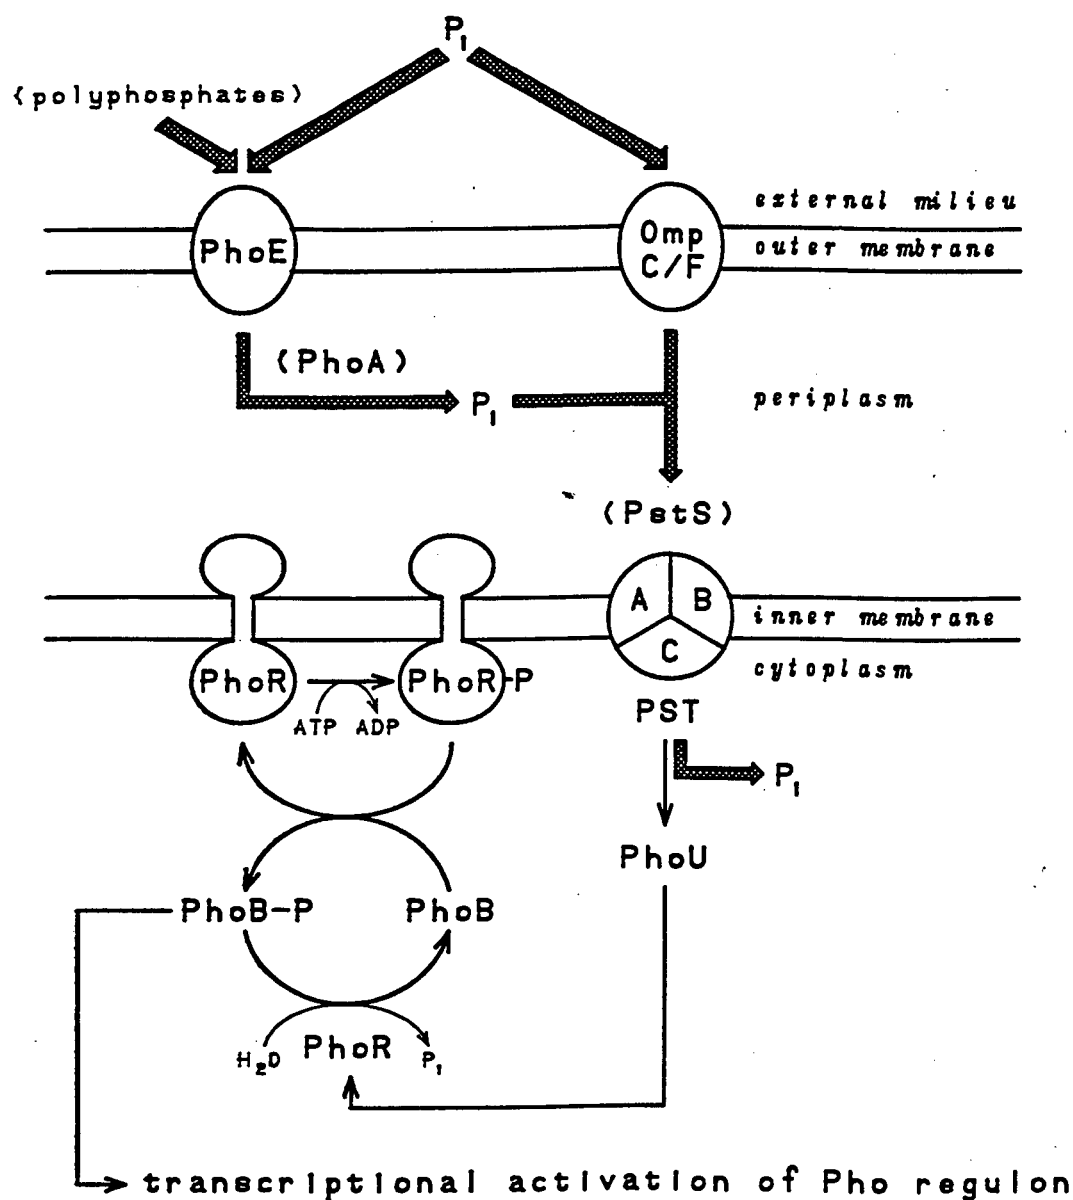 Pi
(polyphosphates)
external milieu
PhoE
Omp
C/F
outer membrane
(PhoA)
Pi
periplasm
(PstS)
A B
C
inner membrane
cytoplasm
PhoR
PhoR-P
ATP ADP
PST
Pi
PhoU
PhoB-P
PhoB
H2O PhoR Pi
transcriptional activation of Pho regulon